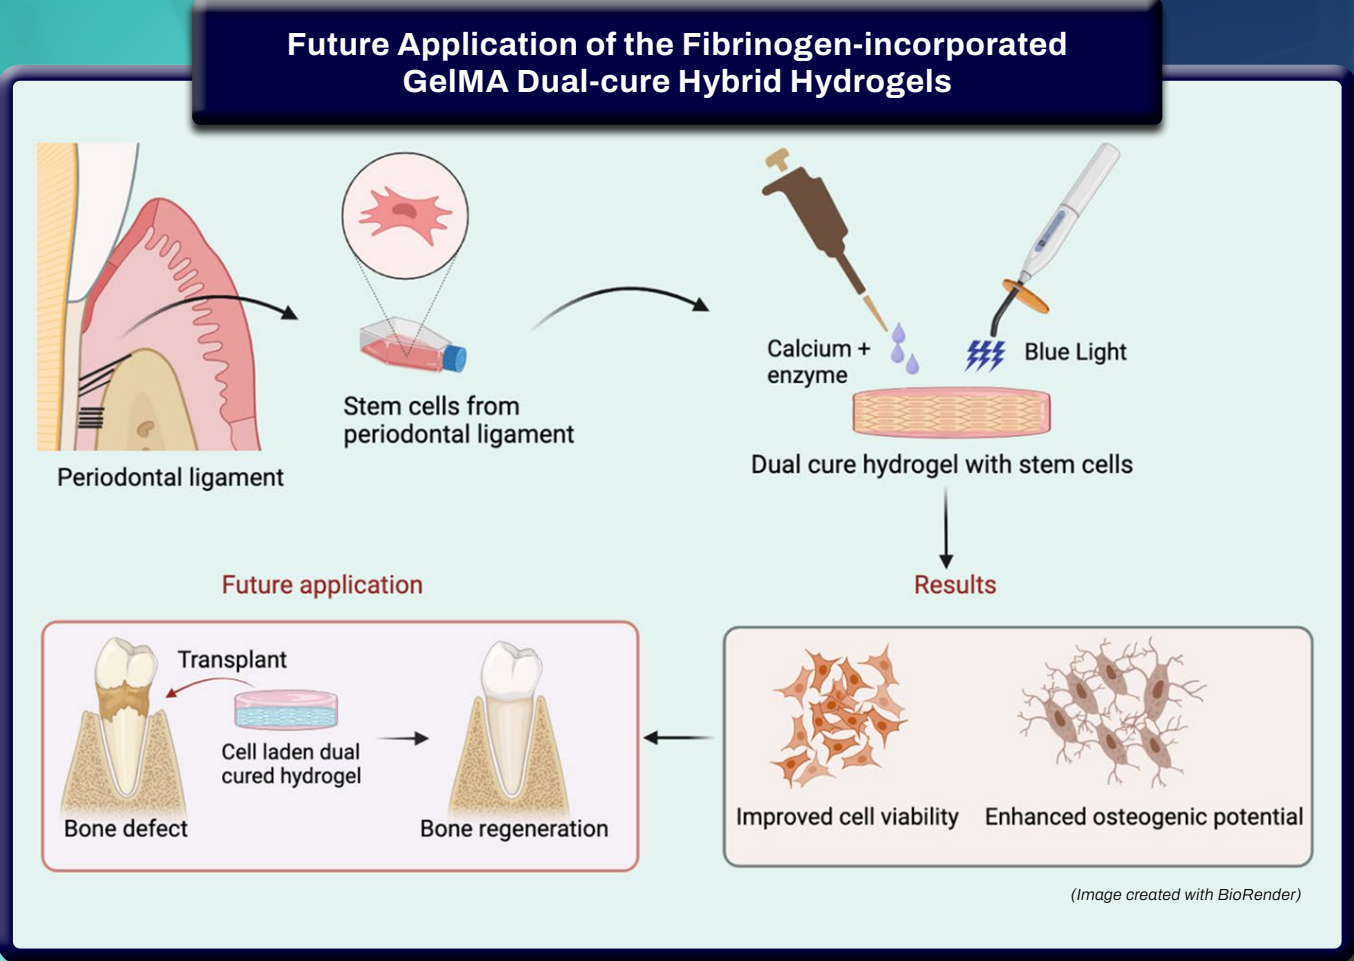 Future Application of the Fibrinogen-incorporated
GelMA Dual-cure Hybrid Hydrogels
Periodontal ligament
Stem cells from
periodontal ligament
Calcium +
enzyme
Blue Light
Dual cure hydrogel with stem cells
Results
Improved cell viability
Enhanced osteogenic potential
Future application
Transplant
Cell laden dual
cured hydrogel
Bone defect
Bone regeneration
(Image created with BioRender)